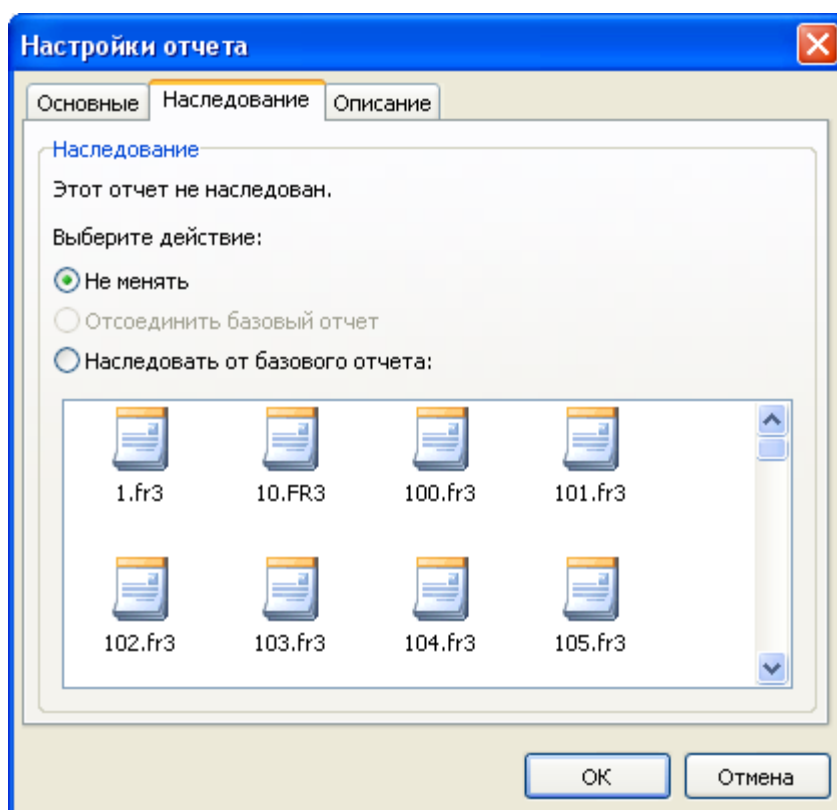 Настройки отчета
Основные Наследование Описание
Наследование
Этот отчет не наследован.
Выберите действие:
Не менять
Отсоединить базовый отчет
Наследовать от базового отчета:
1.fr3 10.FR3 100.fr3 101.fr3
102.fr3 103.fr3 104.fr3 105.fr3
ОК Отмена